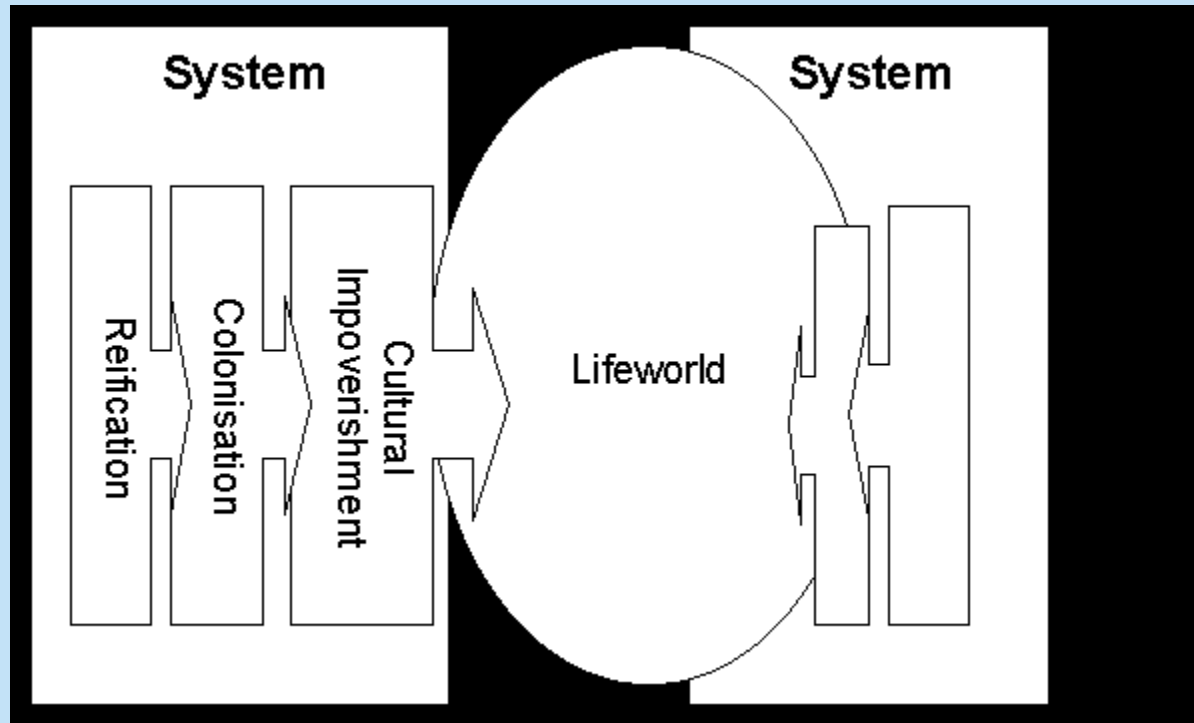 System
System
Reification
Colonisation
Cultural
Impoverishment
Lifeworld